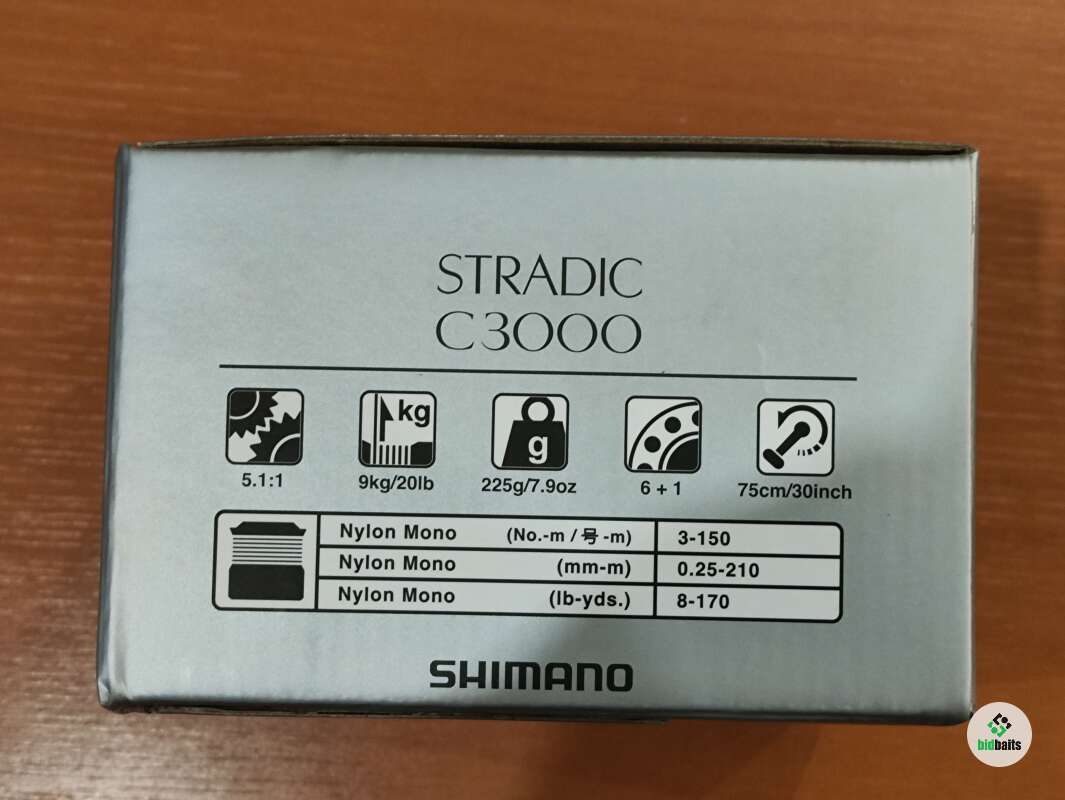 STRADIC
C3000
kg
g
5.1:1 9kg/20lb 225g/7.9oz 6 + 1 75cm/30inch
Nylon Mono (No.-m / 号 -m) 3-150
Nylon Mono (mm-m) 0.25-210
Nylon Mono (lb-yds.) 8-170
SHIMANO
bidbaits